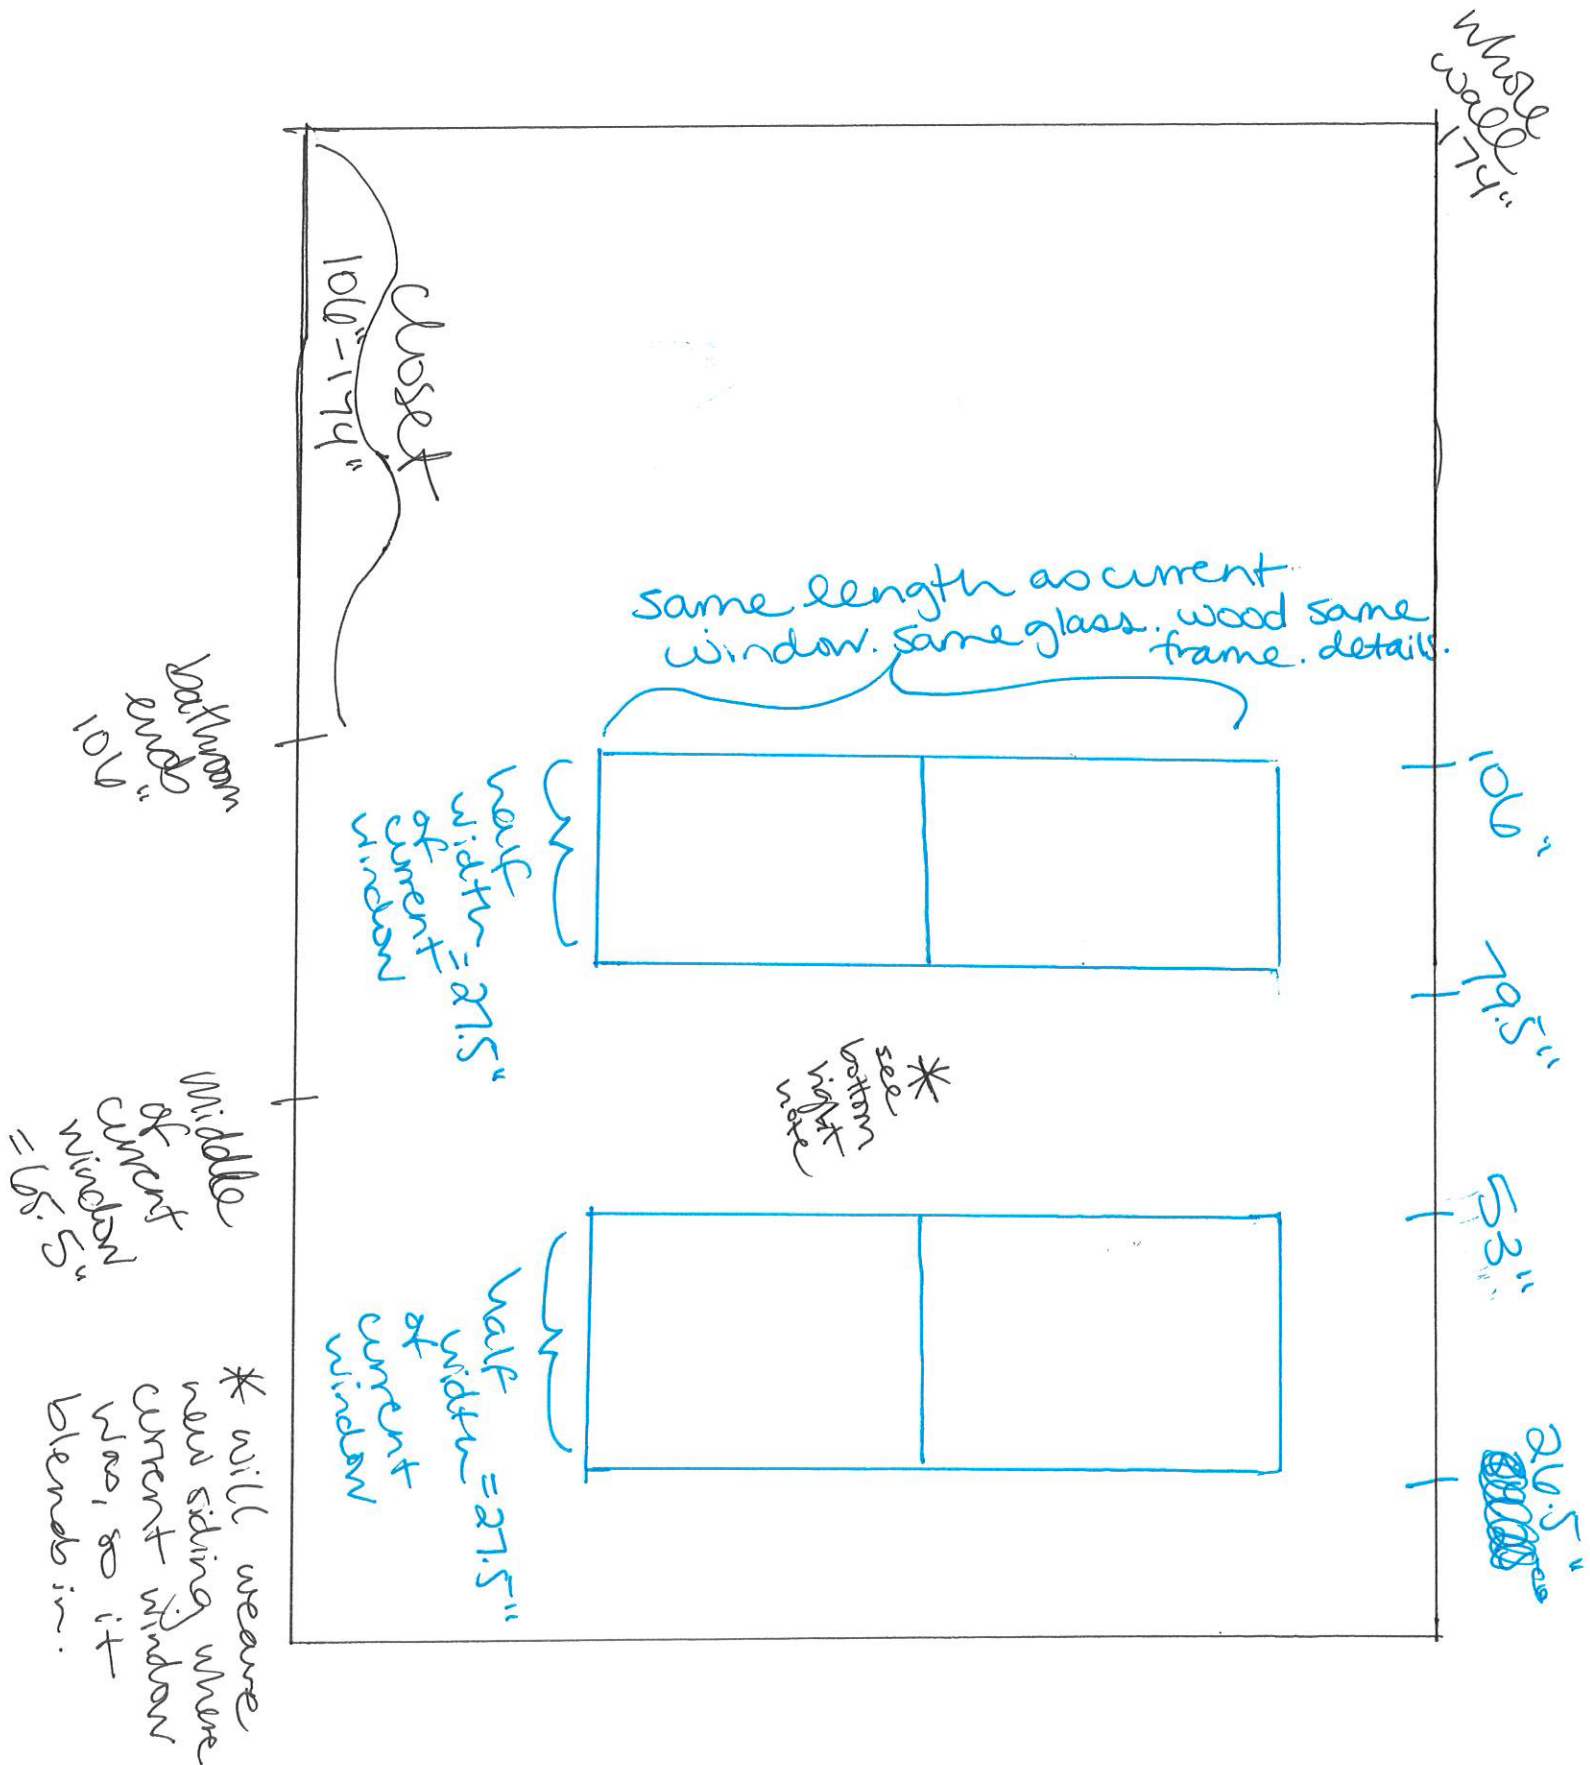 whole
wall
174"
closet
106"-174"
same length as current
window. same glass. wood same
frame. details.
bathroom
ends
106"
106"
half
width = 27.5"
of
current
window
79.5"
*
see
bottom
right
note
middle
of
current
window
= 65.5"
53"
half
width = 27.5"
of
current
window
26.5"
* will weave
new siding where
current window
was, so it
blends in.